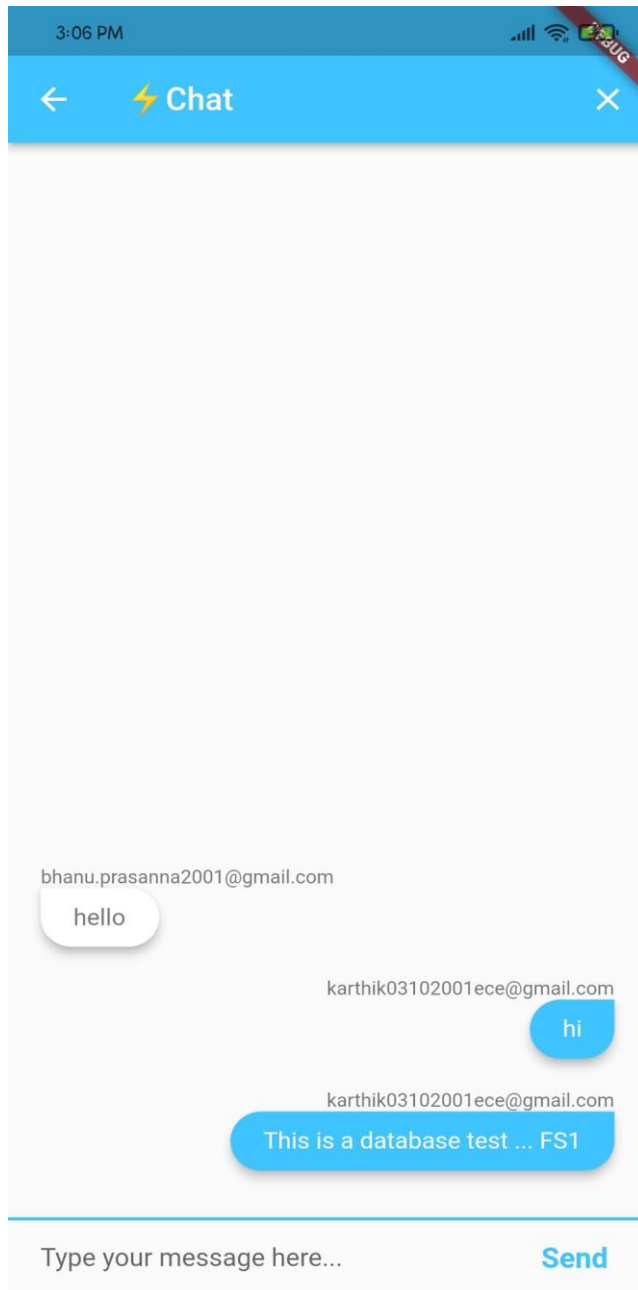 3:06 PM
DEBUG
⚡Chat
bhanu.prasanna2001@gmail.com
hello
karthik03102001ece@gmail.com
hi
karthik03102001ece@gmail.com
This is a database test ... FS1
Type your message here...
Send